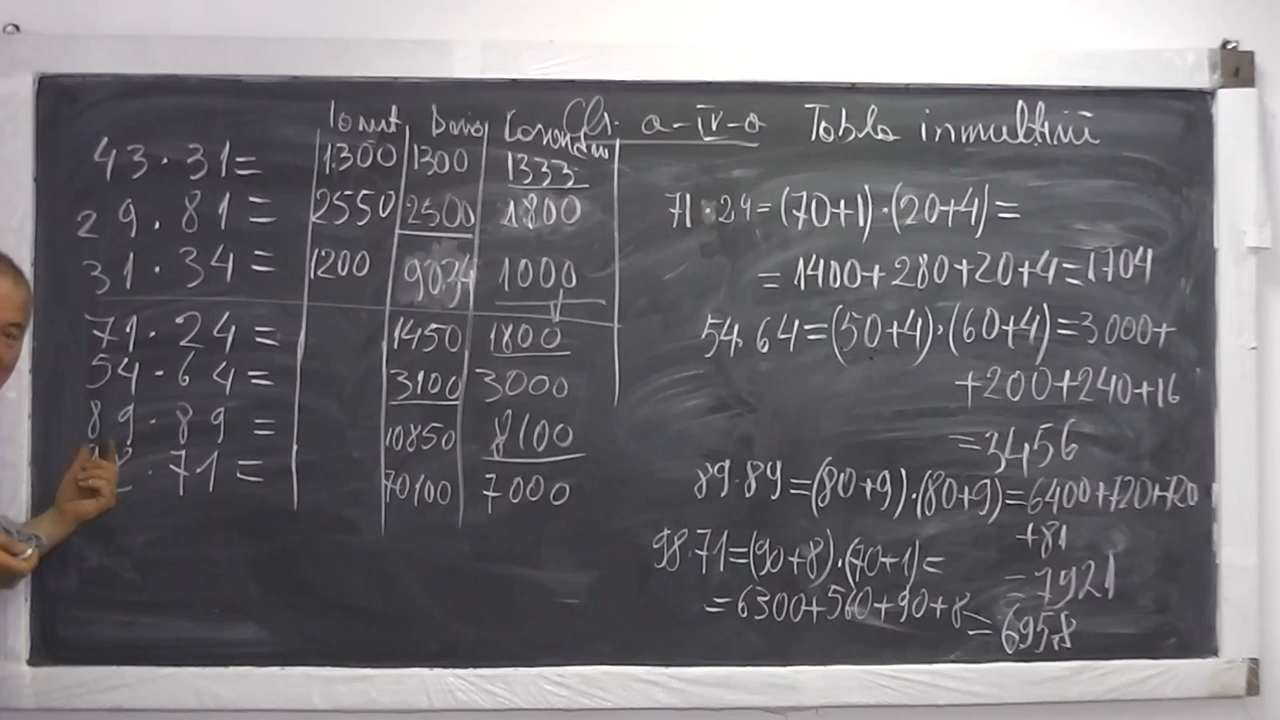 Ionut Dario
Cls. a-IV-a Tabla inmultirii
43·31= 1300 1300 1333
29.81= 2550 2500 1800
31·34= 1200 9034 1000
71·24= 1450 1800
54·64= 3100 3000
89·89= 10850 8100
·71= 70100 7000
71·24=(70+1)·(20+4)=
=1400+280+20+4=1704
54.64=(50+4)·(60+4)=3000+
+200+240+16
=3456
89.89=(80+9)·(80+9)=6400+720+720
+81
=7921
98.71=(90+8)·(70+1)=
=6300+560+90+8
=6958